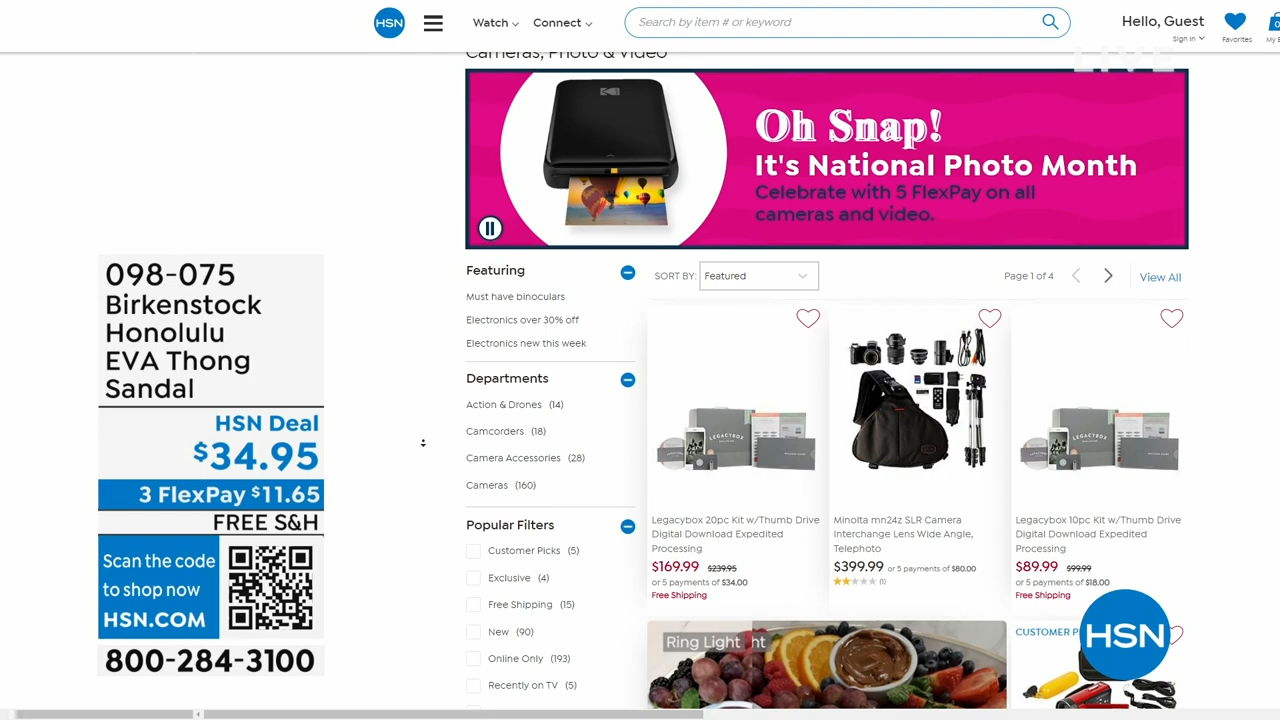 HSN
Watch
Connect
Search by item # or keyword
Hello, Guest
Sign In
Favorites
0
LIVE
Cameras, Photo & Video
Oh Snap!
It's National Photo Month
Celebrate with 5 FlexPay on all
cameras and video.
098-075
Birkenstock
Honolulu
EVA Thong
Sandal
HSN Deal
$34.95
3 FlexPay $11.65
FREE S&H
Scan the code
to shop now
HSN.COM
800-284-3100
Featuring
Must have binoculars
Electronics over 30% off
Electronics new this week
Departments
Action & Drones (14)
Camcorders (18)
Camera Accessories (28)
Cameras (160)
Popular Filters
Customer Picks (5)
Exclusive (4)
Free Shipping (15)
New (90)
Online Only (193)
Recently on TV (5)
SORT BY: Featured
Page 1 of 4
View All
LEGACYBOX
LEGACYBOX
Legacybox 20pc Kit w/Thumb Drive
Digital Download Expedited
Processing
$169.99 $239.95
or 5 payments of $34.00
Free Shipping
Minolta mn24z SLR Camera
Interchange Lens Wide Angle,
Telephoto
$399.99 or 5 payments of $80.00
(1)
Legacybox 10pc Kit w/Thumb Drive
Digital Download Expedited
Processing
$89.99 $99.99
or 5 payments of $18.00
Free Shipping
Ring Light ht
CUSTOMER P
HSN